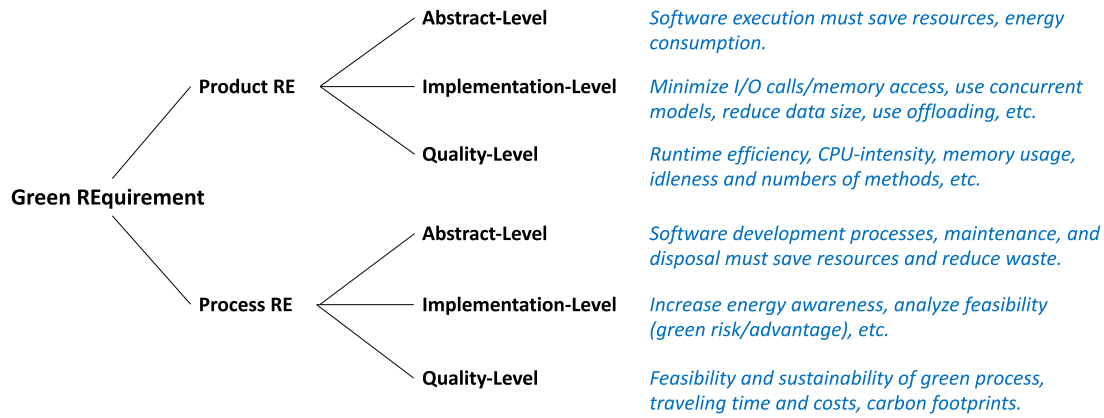 Green REquirement
Product RE
Abstract-Level
Software execution must save resources, energy
consumption.
Implementation-Level
Minimize I/O calls/memory access, use concurrent
models, reduce data size, use offloading, etc.
Quality-Level
Runtime efficiency, CPU-intensity, memory usage,
idleness and numbers of methods, etc.
Process RE
Abstract-Level
Software development processes, maintenance, and
disposal must save resources and reduce waste.
Implementation-Level
Increase energy awareness, analyze feasibility
(green risk/advantage), etc.
Quality-Level
Feasibility and sustainability of green process,
traveling time and costs, carbon footprints.